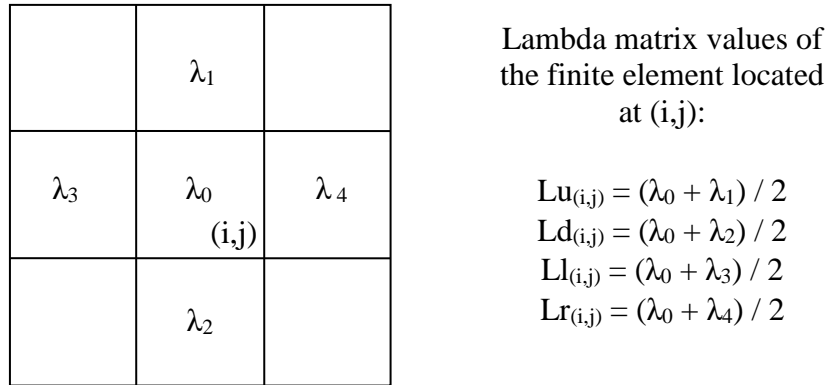 λ₁
λ₃ λ₀ λ ₄
(i,j)
λ₂
Lambda matrix values of
the finite element located
at (i,j):
Lu₍ᵢ,ⱼ₎ = (λ₀ + λ₁) / 2
Ld₍ᵢ,ⱼ₎ = (λ₀ + λ₂) / 2
Ll₍ᵢ,ⱼ₎ = (λ₀ + λ₃) / 2
Lr₍ᵢ,ⱼ₎ = (λ₀ + λ₄) / 2